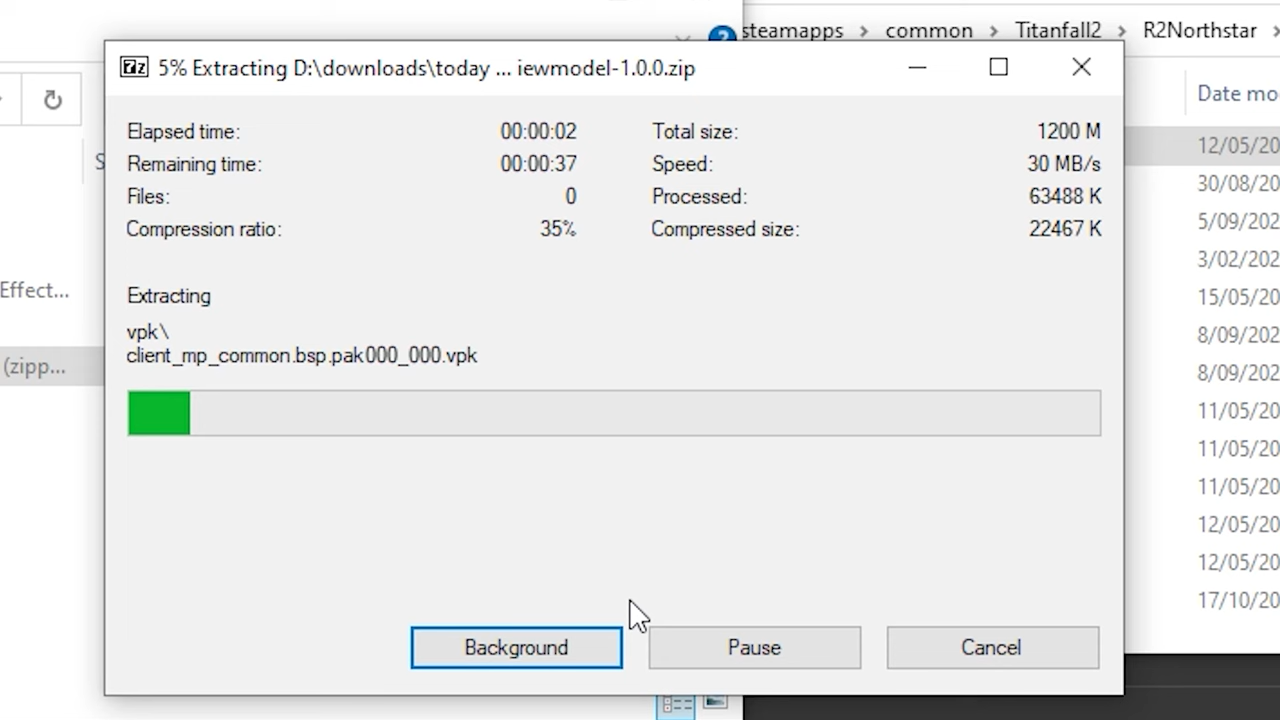 steamapps > common > Titanfall2 > R2Northstar >
7z 5% Extracting D:\downloads\today ... iewmodel-1.0.0.zip
Date mo
Elapsed time: 00:00:02 Total size: 1200 M
12/05/20
Remaining time: 00:00:37 Speed: 30 MB/s
30/08/20
Files: 0 Processed: 63488 K
5/09/202
Compression ratio: 35% Compressed size: 22467 K
3/02/202
Effect...
Extracting
15/05/20
vpk\
8/09/202
client_mp_common.bsp.pak000_000.vpk
(zipp...
8/09/202
11/05/20
11/05/20
11/05/20
12/05/20
12/05/20
17/10/20
Background Pause Cancel